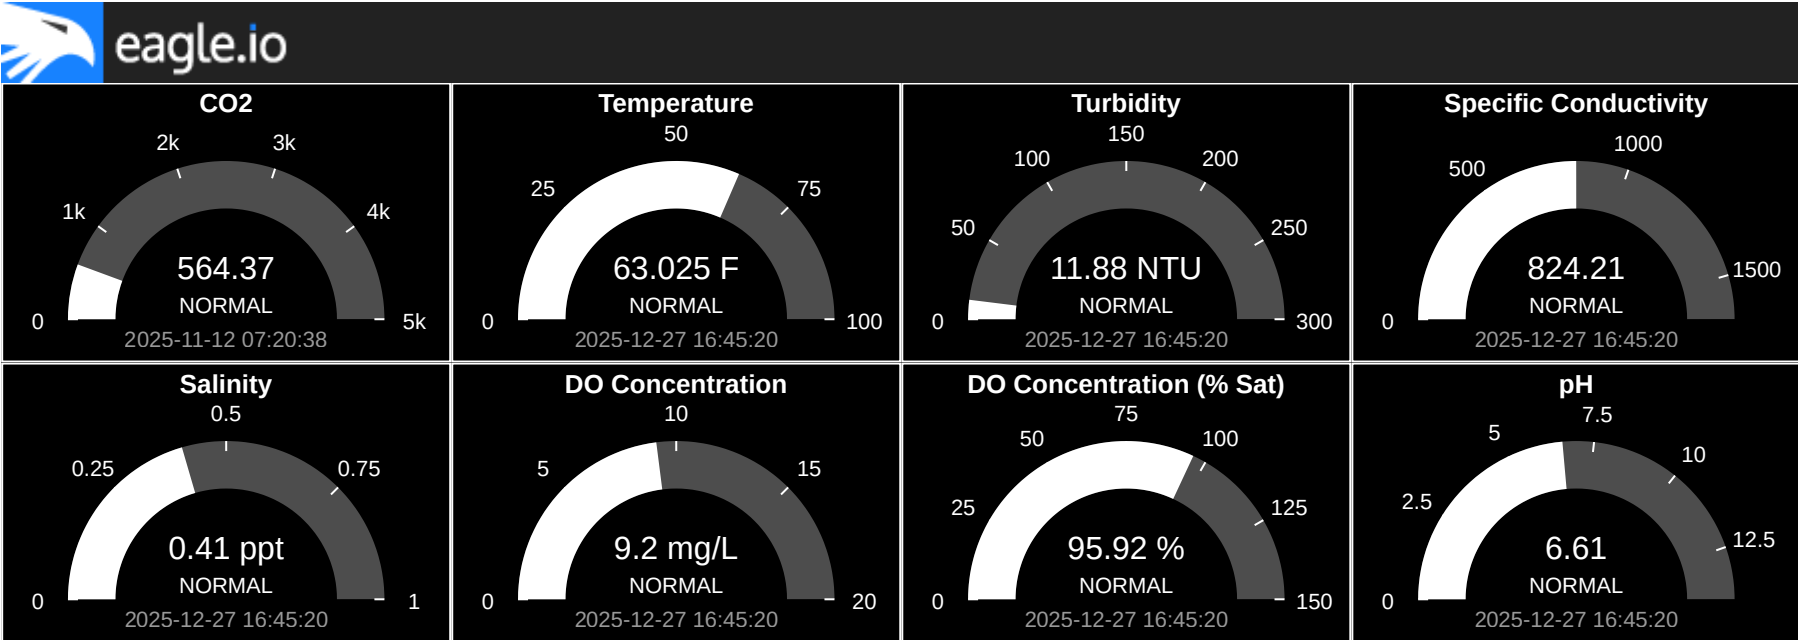 eagle.io
CO2
0
1k
2k
3k
4k
5k
564.37
NORMAL
2025-11-12 07:20:38
Temperature
0
25
50
75
100
63.025 F
NORMAL
2025-12-27 16:45:20
Turbidity
0
50
100
150
200
250
300
11.88 NTU
NORMAL
2025-12-27 16:45:20
Specific Conductivity
0
500
1000
1500
824.21
NORMAL
2025-12-27 16:45:20
Salinity
0
0.25
0.5
0.75
1
0.41 ppt
NORMAL
2025-12-27 16:45:20
DO Concentration
0
5
10
15
20
9.2 mg/L
NORMAL
2025-12-27 16:45:20
DO Concentration (% Sat)
0
25
50
75
100
125
150
95.92 %
NORMAL
2025-12-27 16:45:20
pH
0
2.5
5
7.5
10
12.5
6.61
NORMAL
2025-12-27 16:45:20